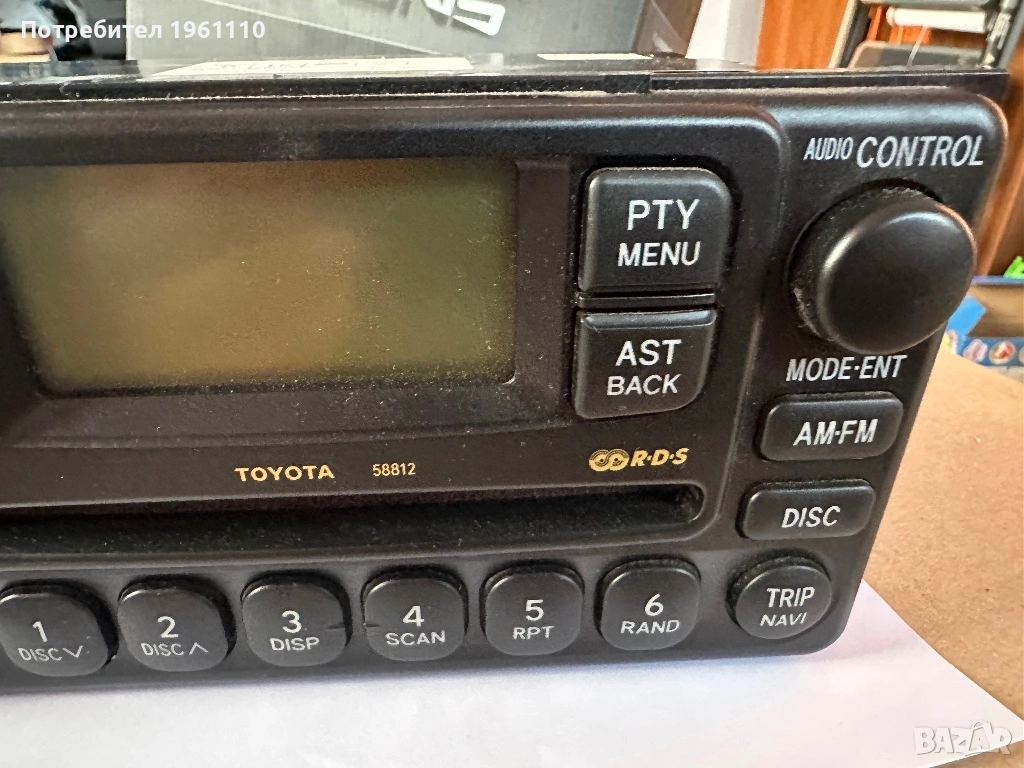 Потребител 1961110
AUDIO CONTROL
PTY
MENU
AST
BACK
MODE·ENT
AM·FM
TOYOTA 58812
R·D·S
DISC
1
DISC ∨
2
DISC ∧
3
DISP
4
SCAN
5
RPT
6
RAND
TRIP
NAVI
BAZAR